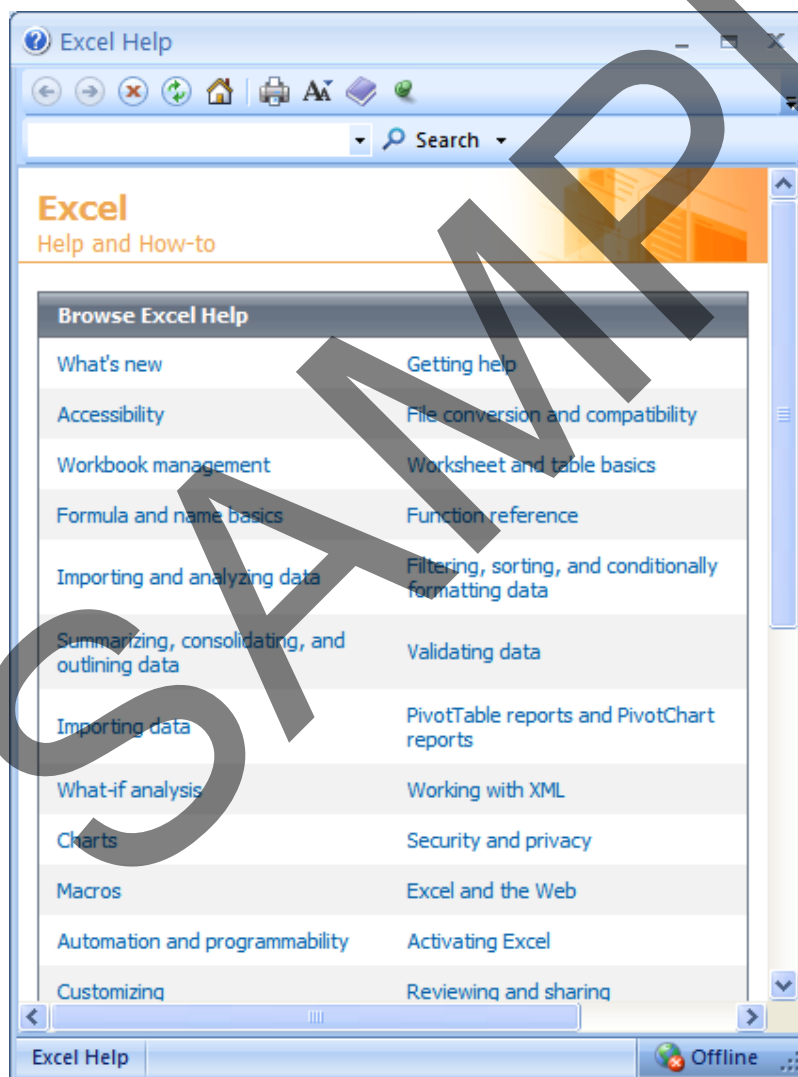 Excel Help
Search
Excel
Help and How-to
Browse Excel Help
What's new Getting help
Accessibility File conversion and compatibility
Workbook management Worksheet and table basics
Formula and name basics Function reference
Importing and analyzing data Filtering, sorting, and conditionally
formatting data
Summarizing, consolidating, and
outlining data Validating data
Importing data PivotTable reports and PivotChart
reports
What-if analysis Working with XML
Charts Security and privacy
Macros Excel and the Web
Automation and programmability Activating Excel
Customizing Reviewing and sharing
Excel Help Offline
SAMP